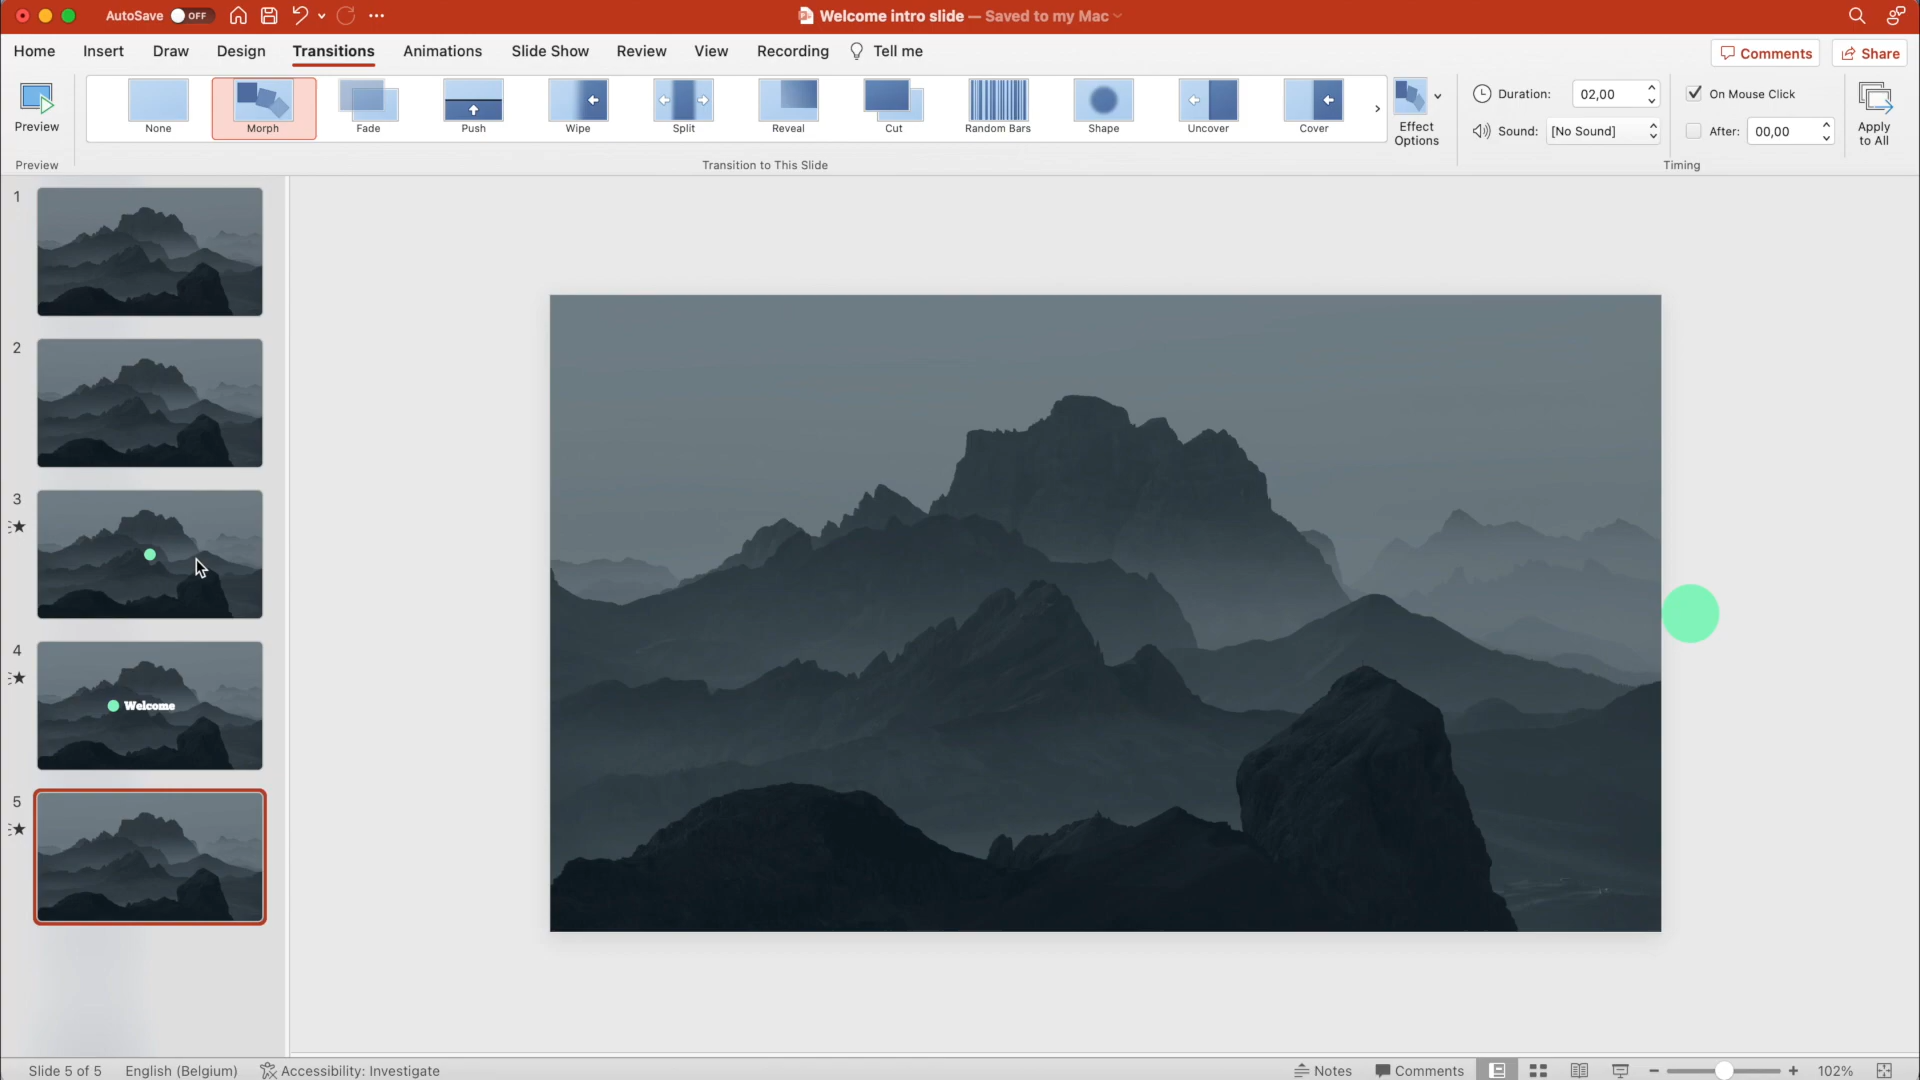 AutoSave OFF
Welcome intro slide — Saved to my Mac
Home Insert Draw Design Transitions Animations Slide Show Review View Recording Tell me
Comments Share
Preview
None Morph Fade Push Wipe Split Reveal Cut Random Bars Shape Uncover Cover
Effect Options
Duration: 02,00
Sound: [No Sound]
On Mouse Click
After: 00,00
Apply to All
Preview Transition to This Slide Timing
1
2
3
4
Welcome
5
Slide 5 of 5 English (Belgium) Accessibility: Investigate Notes Comments 102%